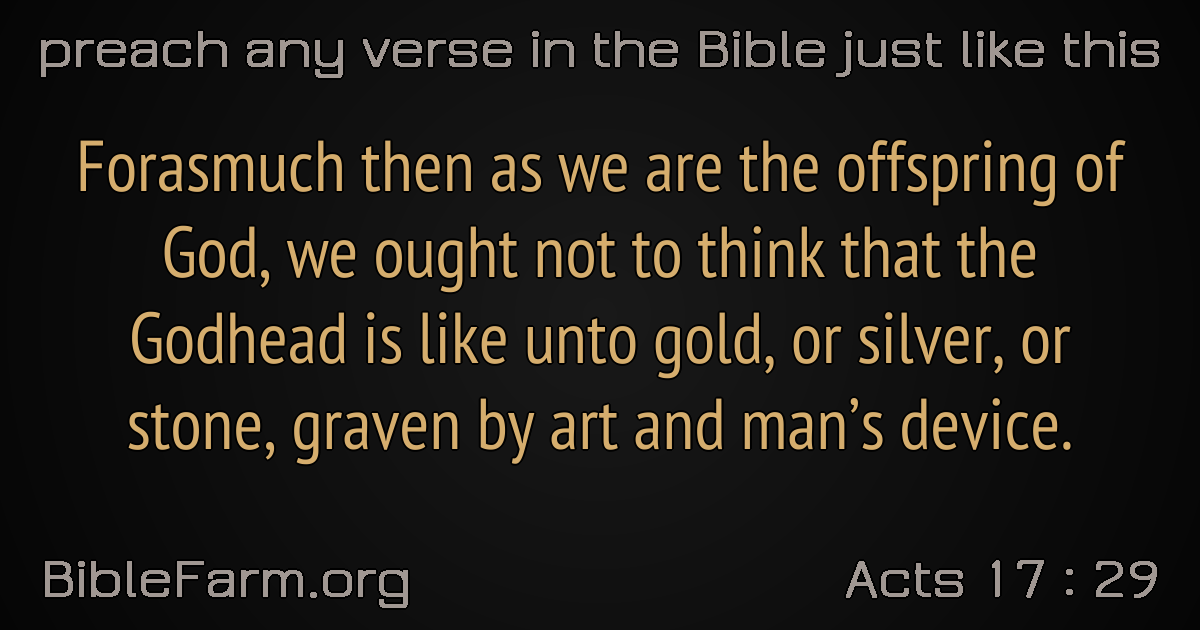 preach any verse in the Bible just like this
Forasmuch then as we are the offspring of
God, we ought not to think that the
Godhead is like unto gold, or silver, or
stone, graven by art and man’s device.
BibleFarm.org
Acts 17 : 29